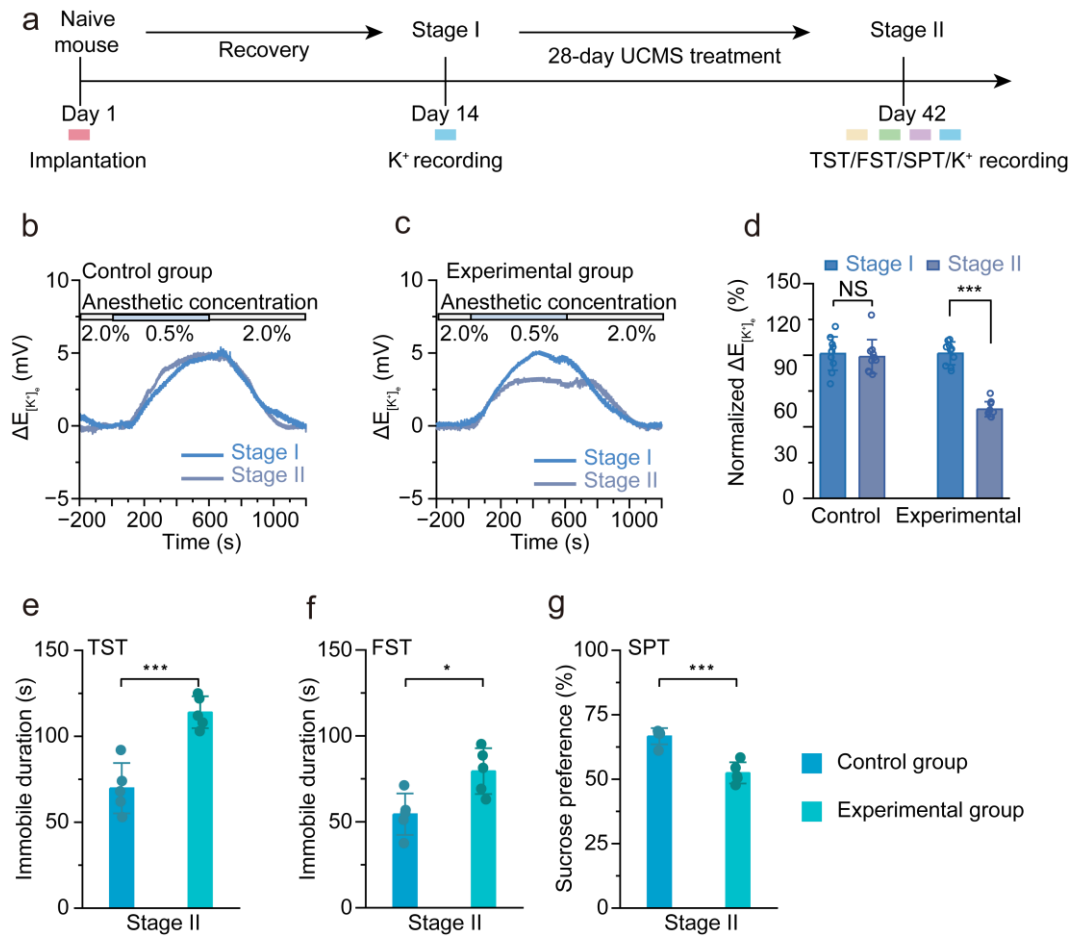 a
Naive mouse
Recovery
Stage I
28-day UCMS treatment
Stage II
Day 1
Day 14
Day 42
Implantation
K⁺ recording
TST/FST/SPT/K⁺ recording
b
Control group
Anesthetic concentration
2.0% 0.5% 2.0%
10
5
0
−5
ΔE[K⁺]e (mV)
Stage I
Stage II
−200 200 600 1000
Time (s)
c
Experimental group
Anesthetic concentration
2.0% 0.5% 2.0%
10
5
0
−5
ΔE[K⁺]e (mV)
Stage I
Stage II
−200 200 600 1000
Time (s)
d
Stage I Stage II
NS
***
150
120
90
60
30
0
Normalized ΔE[K⁺]e (%)
Control Experimental
e
TST
***
150
100
50
0
Immobile duration (s)
Stage II
f
FST
*
150
100
50
0
Immobile duration (s)
Stage II
g
SPT
***
100
75
50
25
0
Sucrose preference (%)
Stage II
Control group
Experimental group